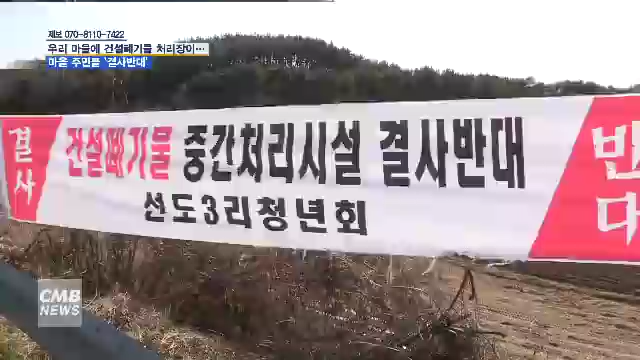 제보 070-8110-7422
우리 마을에 건설폐기물 처리장이…
마을 주민들 '결사반대'
결사
건설폐기물 중간처리시설 결사반대
선도3리청년회
반대
CMB
NEWS